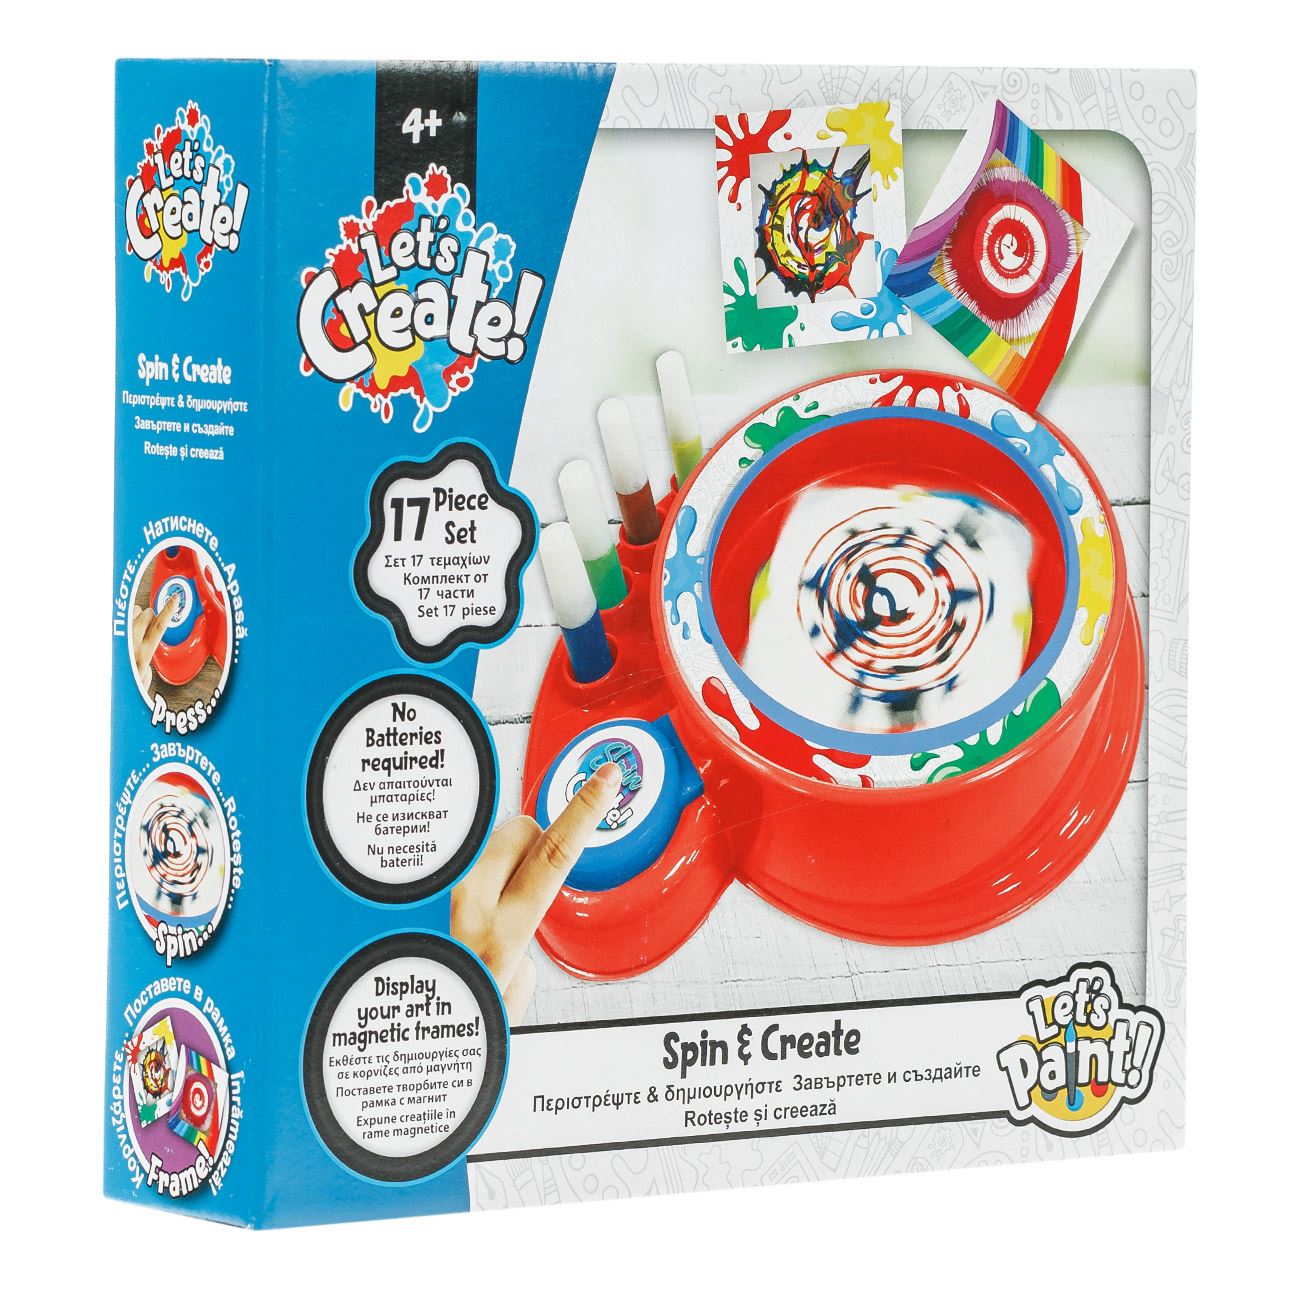 Let's
Create!
Spin & Create
Περιστρέψτε & δημιουργήστε
Завъртете и създайте
Rotește și creează
Πιέστε... Натиснете... Apasă...
Press...
Περιστρέψτε... Завъртете... Rotește...
Spin...
Κορνιζάρετε... Поставете в рамка Înrămează!
Frame!
4+
Let's
Create!
17 Piece
Set
Σετ 17 τεμαχίων
Комплект от
17 части
Set 17 piese
No
Batteries
required!
Δεν απαιτούνται
μπαταρίες!
Не се изискват
батерии!
Nu necesită
baterii!
Display
your art in
magnetic frames!
Εκθέστε τις δημιουργίες σας
σε κορνίζες από μαγνήτη
Поставете творбите си в
рамка с магнит
Expune creațiile in
rame magnetice
Spin
Spin & Create
Περιστρέψτε & δημιουργήστε Завъртете и създайте
Rotește și creează
Let's
Paint!